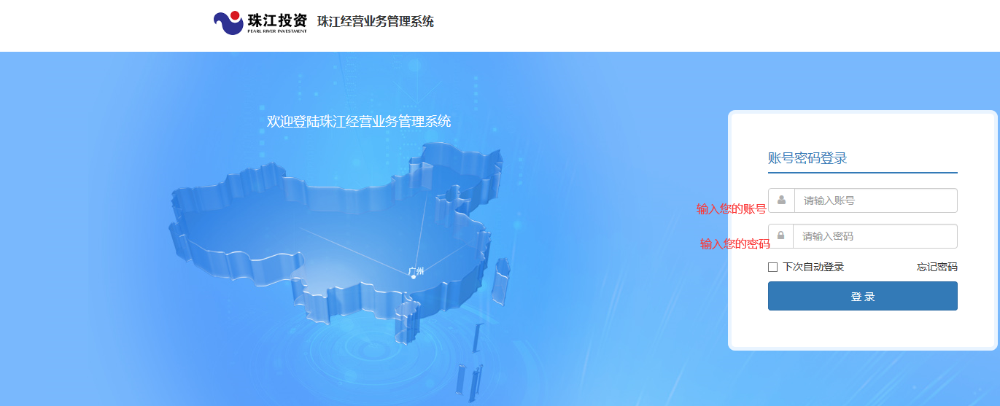 珠江投资
PEARL RIVER INVESTMENT
珠江经营业务管理系统
欢迎登陆珠江经营业务管理系统
广州
账号密码登录
输入您的账号
请输入账号
输入您的密码
请输入密码
下次自动登录
忘记密码
登 录